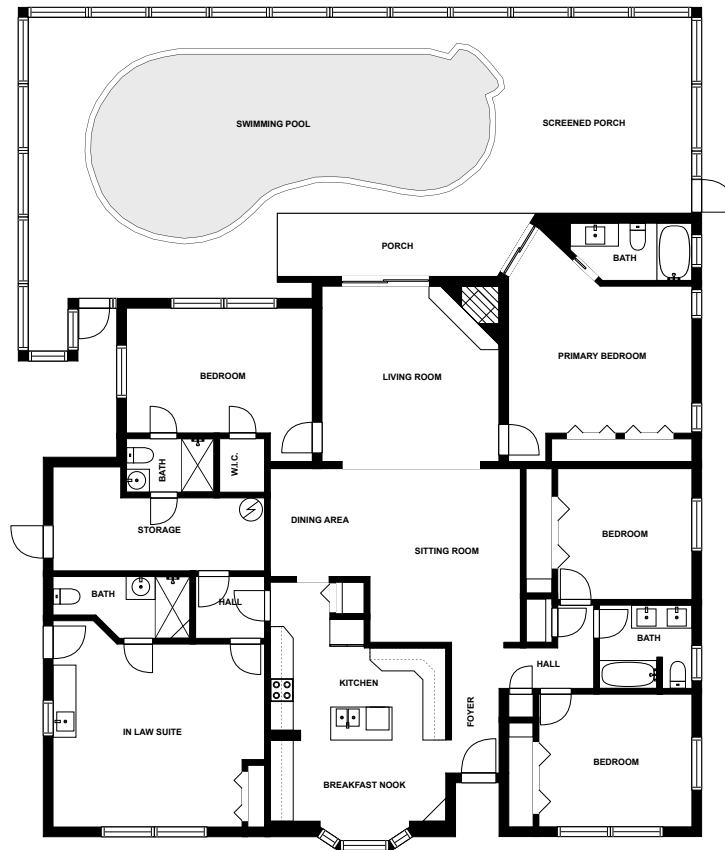 SWIMMING POOL
SCREENED PORCH
PORCH
BATH
PRIMARY BEDROOM
BEDROOM
LIVING ROOM
W.I.C.
BATH
DINING AREA
STORAGE
BEDROOM
SITTING ROOM
BATH
HALL
BATH
HALL
KITCHEN
FOYER
IN LAW SUITE
BEDROOM
BREAKFAST NOOK